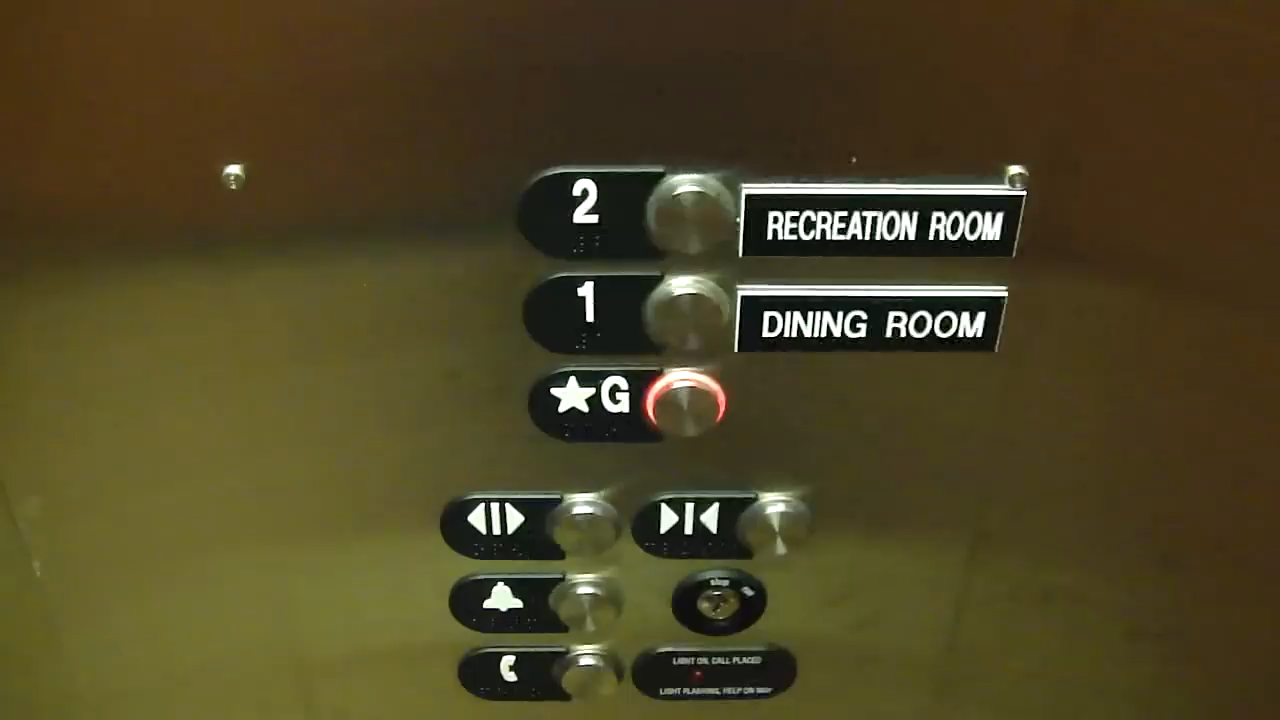 2
RECREATION ROOM
1
DINING ROOM
★G
stop
LIGHT ON, CALL PLACED
LIGHT FLASHING, HELP ON WAY